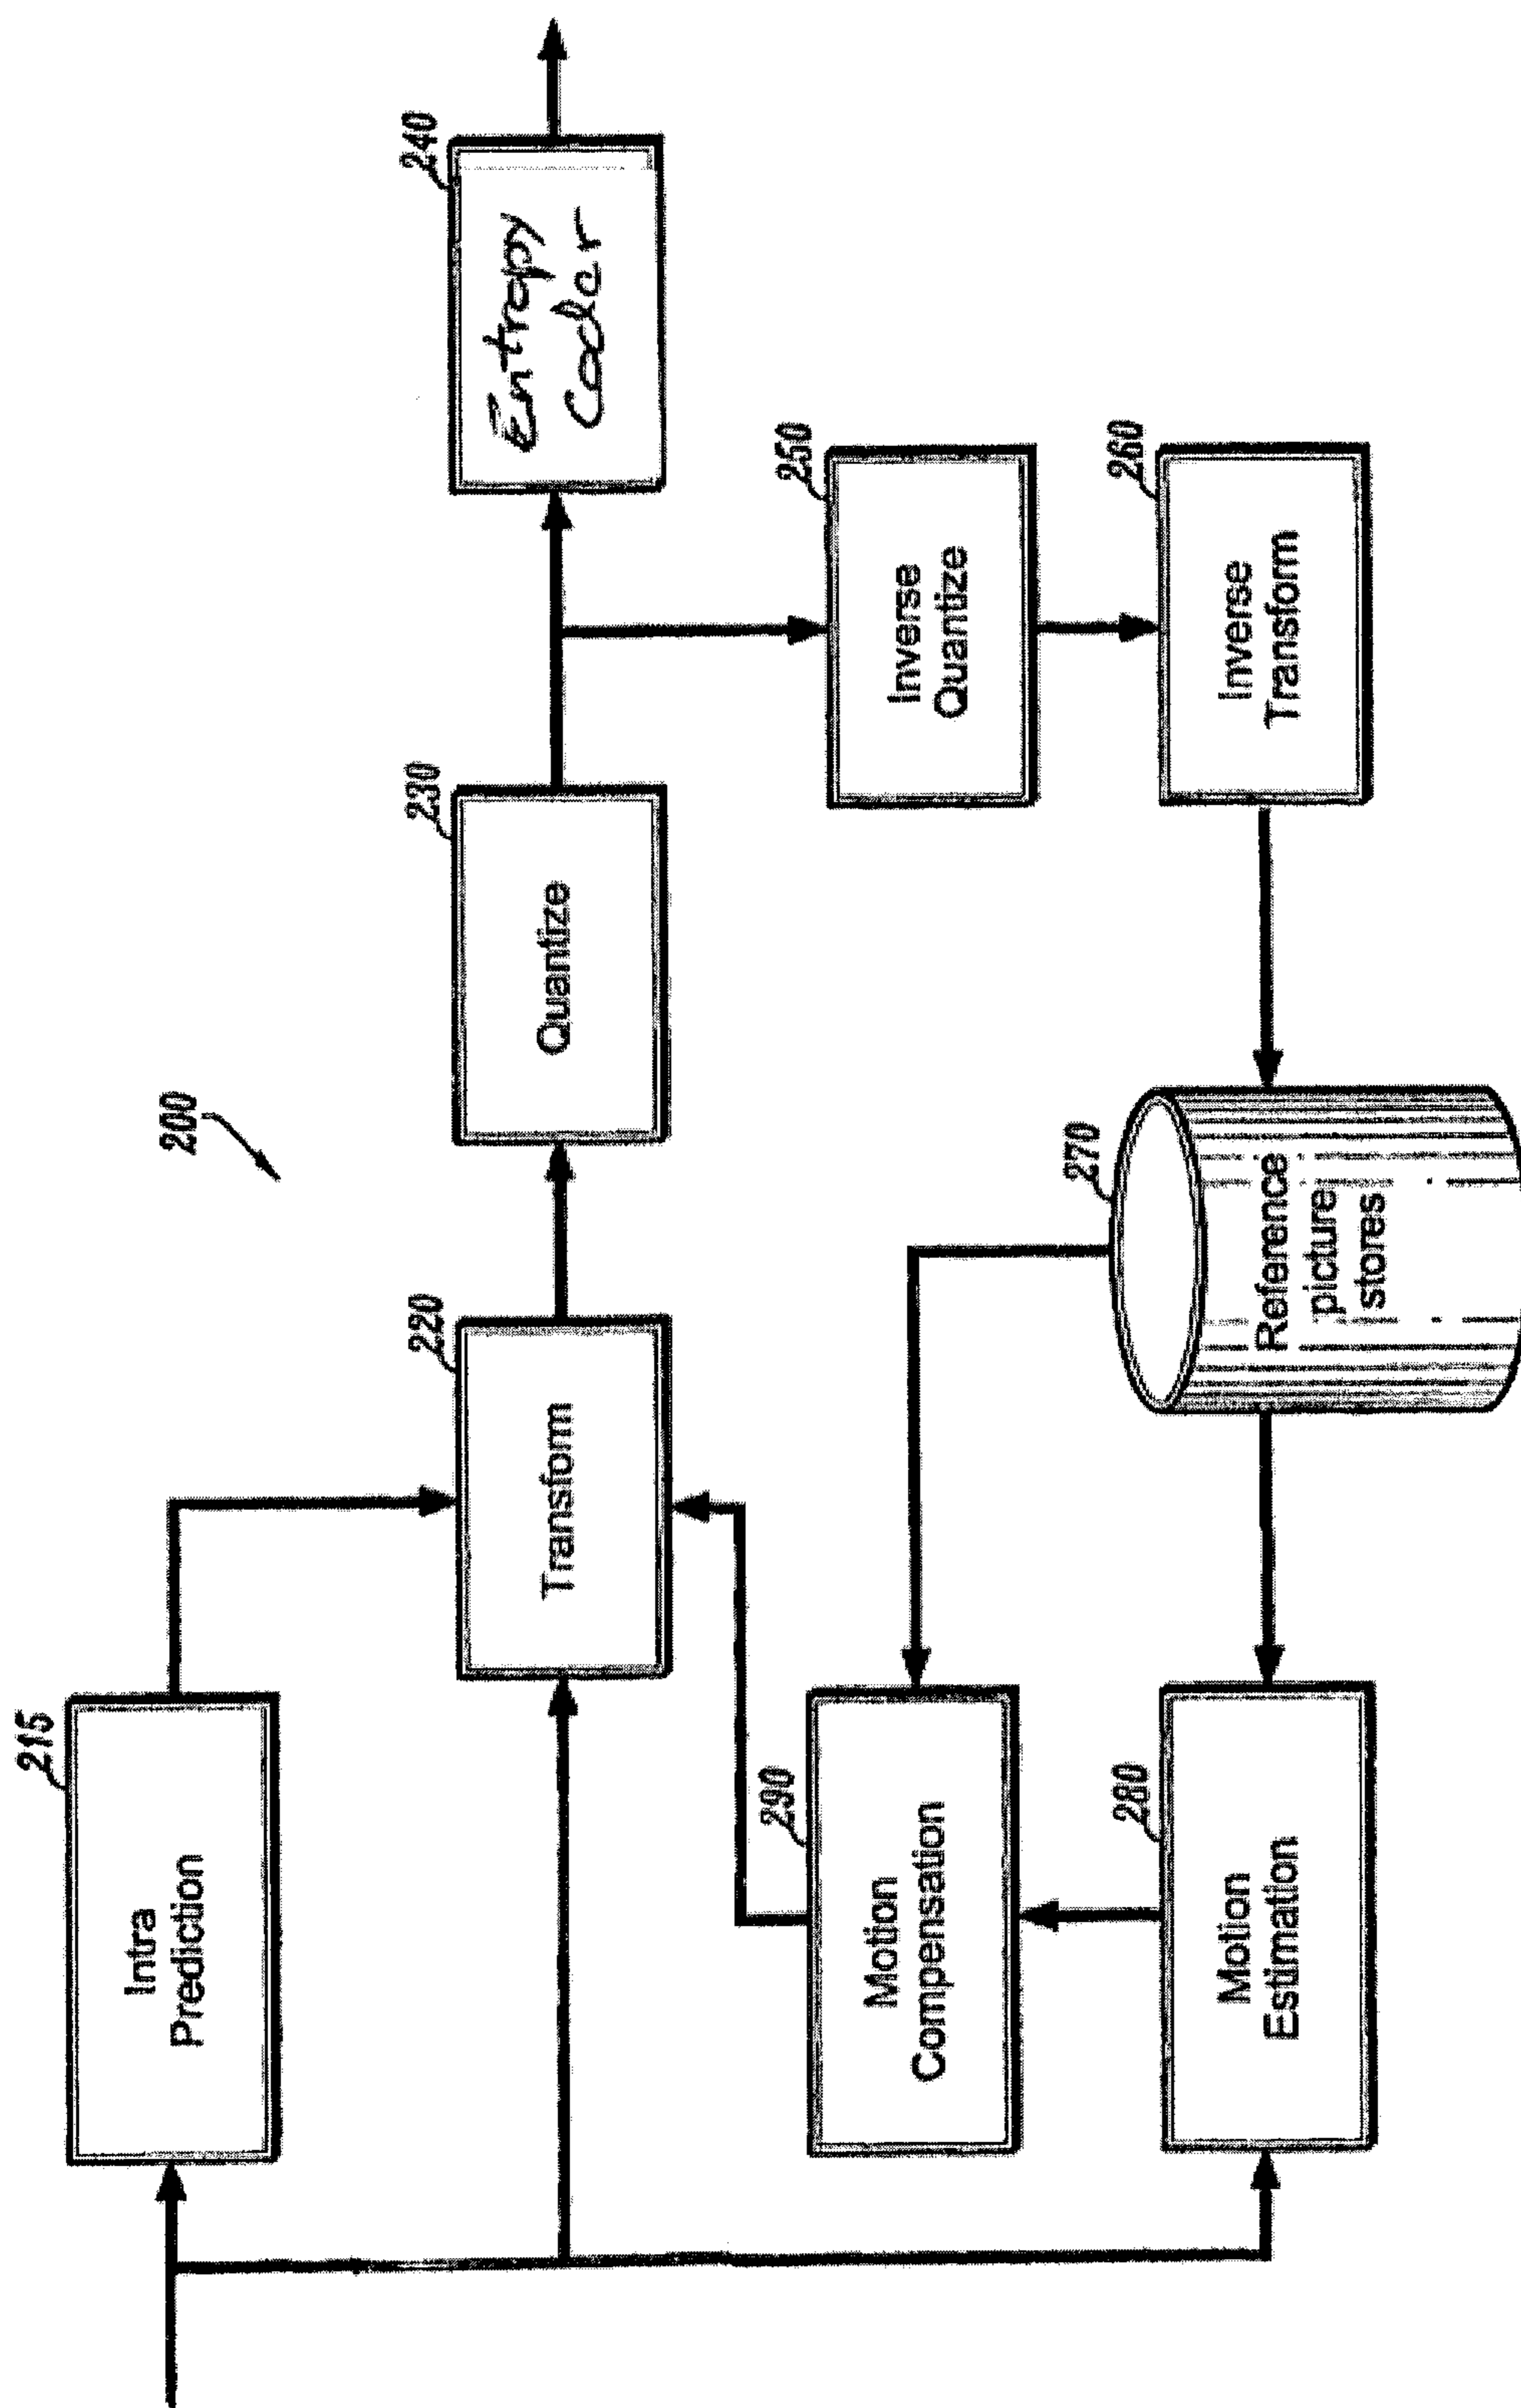 200
215
Intra
Prediction
220
Transform
230
Quantize
240
Entropy
Coder
290
Motion
Compensation
250
Inverse
Quantize
280
Motion
Estimation
270
Reference
picture
stores
260
Inverse
Transform